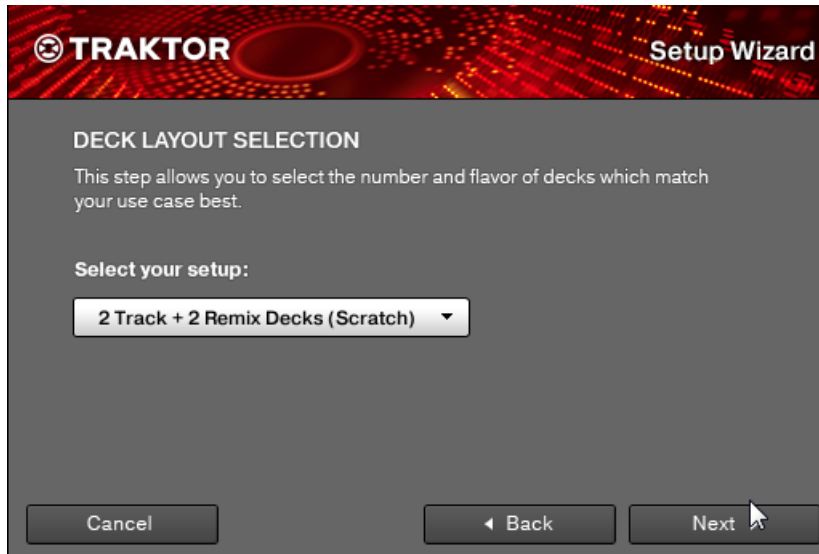 TRAKTOR
Setup Wizard
DECK LAYOUT SELECTION
This step allows you to select the number and flavor of decks which match
your use case best.
Select your setup:
2 Track + 2 Remix Decks (Scratch)
Cancel
Back
Next